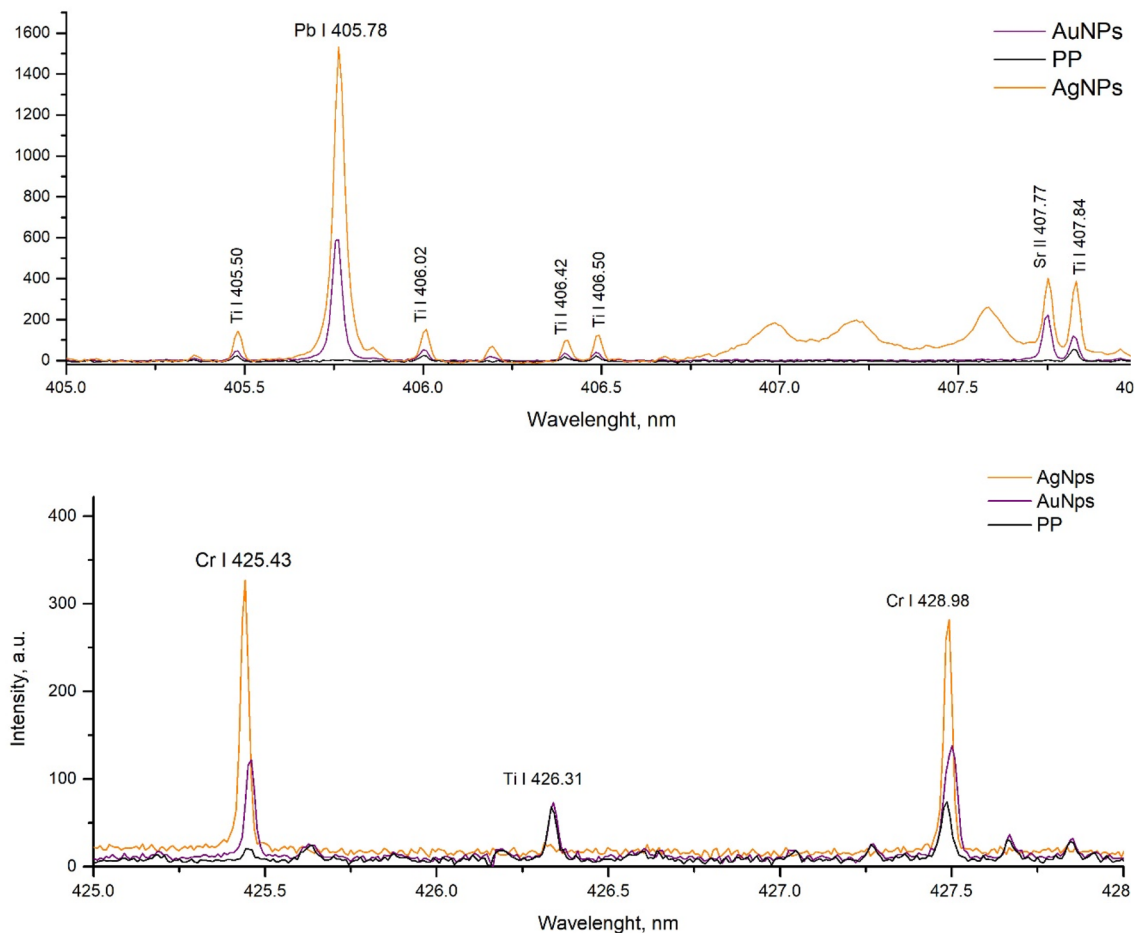 1600
1400
1200
1000
800
600
400
200
0
Pb I 405.78
Ti I 405.50
Ti I 406.02
Ti I 406.42
Ti I 406.50
Sr II 407.77
Ti I 407.84
AuNPs
PP
AgNPs
405.0 405.5 406.0 406.5 407.0 407.5 40
Wavelenght, nm
AgNps
AuNps
PP
400
300
200
100
0
Intensity, a.u.
Cr I 425.43
Ti I 426.31
Cr I 428.98
425.0 425.5 426.0 426.5 427.0 427.5 428
Wavelenght, nm